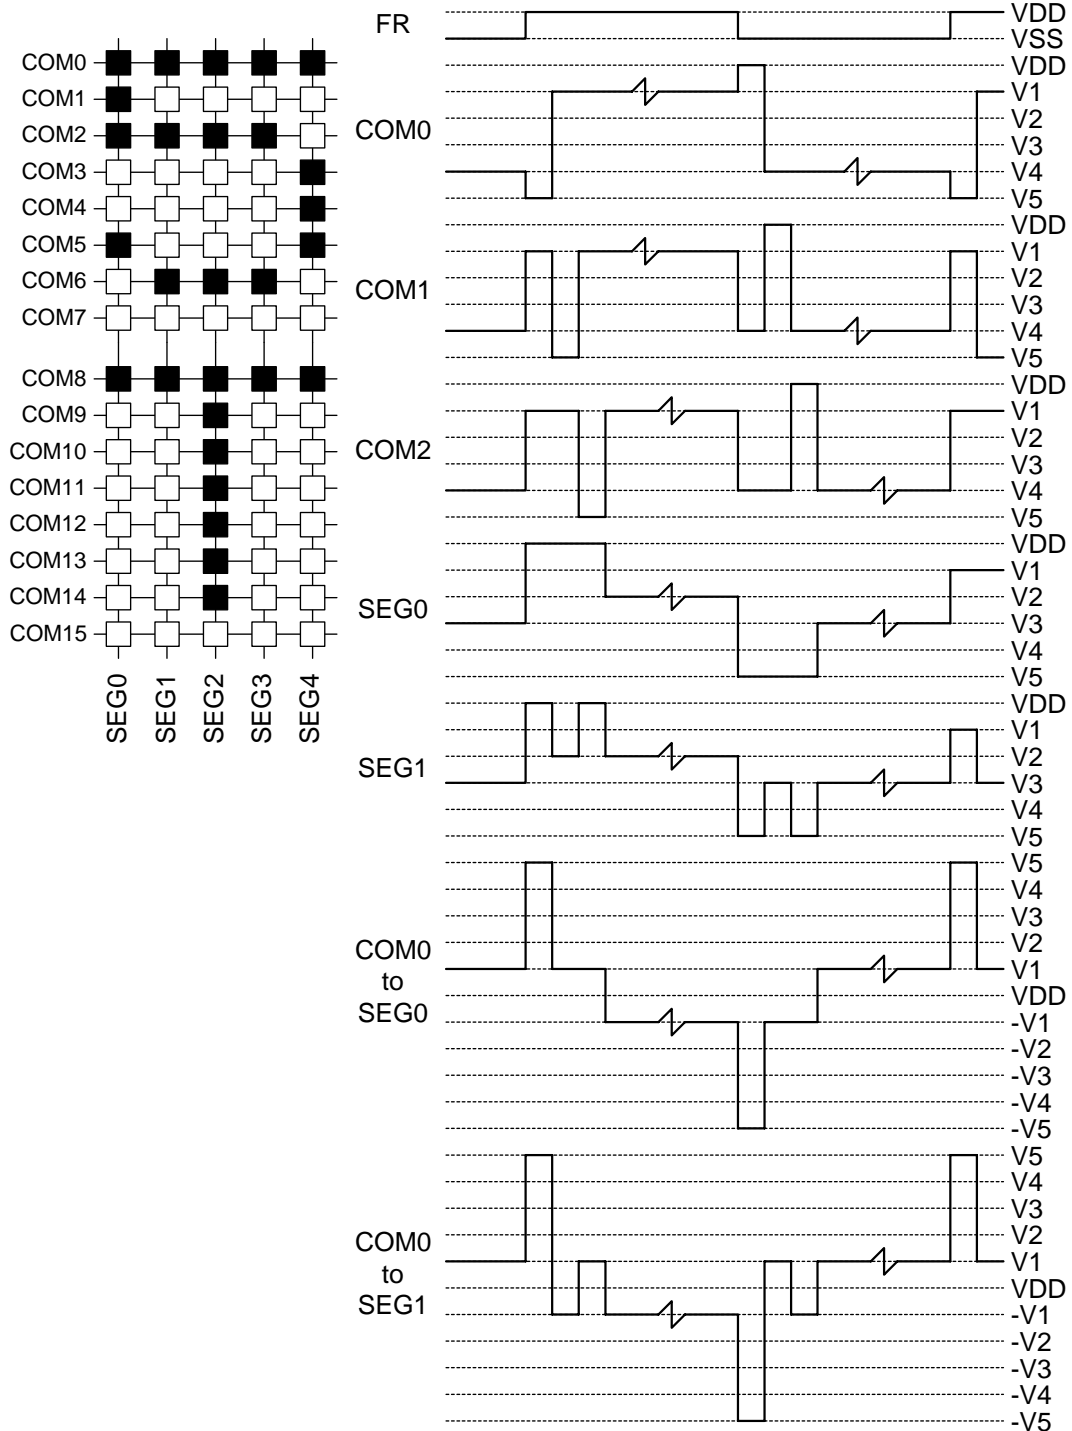 COM0
COM1
COM2
COM3
COM4
COM5
COM6
COM7
COM8
COM9
COM10
COM11
COM12
COM13
COM14
COM15
SEG0
SEG1
SEG2
SEG3
SEG4
FR
VDD
VSS
COM0
VDD
V1
V2
V3
V4
V5
COM1
VDD
V1
V2
V3
V4
V5
COM2
VDD
V1
V2
V3
V4
V5
SEG0
VDD
V1
V2
V3
V4
V5
SEG1
VDD
V1
V2
V3
V4
V5
COM0
to
SEG0
V5
V4
V3
V2
V1
VDD
-V1
-V2
-V3
-V4
-V5
COM0
to
SEG1
V5
V4
V3
V2
V1
VDD
-V1
-V2
-V3
-V4
-V5